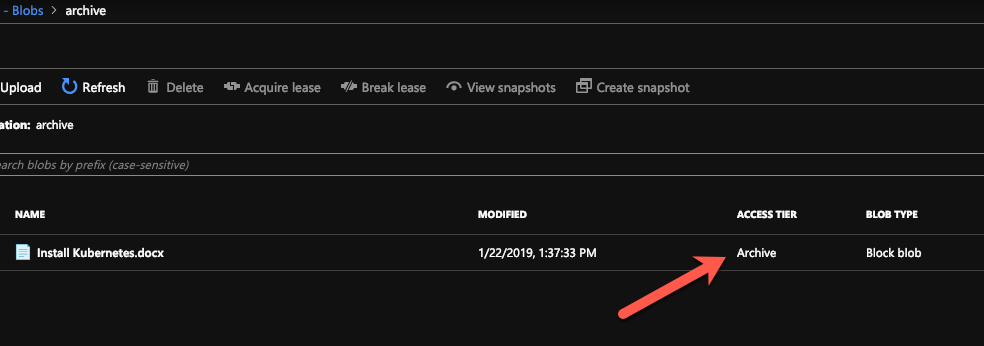 - Blobs > archive
Upload Refresh Delete Acquire lease Break lease View snapshots Create snapshot
ation: archive
earch blobs by prefix (case-sensitive)
NAME MODIFIED ACCESS TIER BLOB TYPE
Install Kubernetes.docx 1/22/2019, 1:37:33 PM Archive Block blob